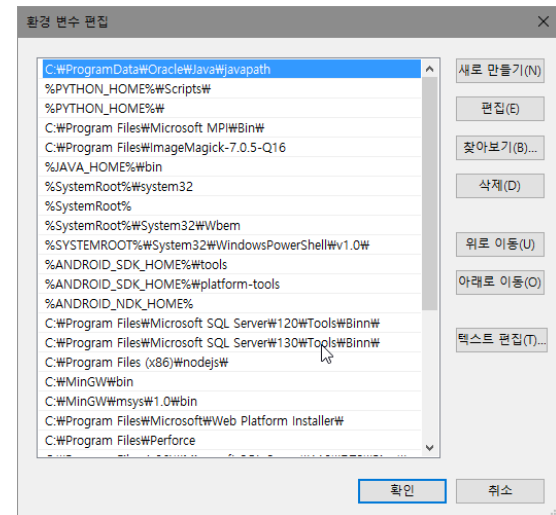 환경 변수 편집
C:₩ProgramData₩Oracle₩Java₩javapath
%PYTHON_HOME%₩Scripts₩
%PYTHON_HOME%₩
C:₩Program Files₩Microsoft MPI₩Bin₩
C:₩Program Files₩ImageMagick-7.0.5-Q16
%JAVA_HOME%₩bin
%SystemRoot%₩system32
%SystemRoot%
%SystemRoot%₩System32₩Wbem
%SYSTEMROOT%₩System32₩WindowsPowerShell₩v1.0₩
%ANDROID_SDK_HOME%₩tools
%ANDROID_SDK_HOME%₩platform-tools
%ANDROID_NDK_HOME%
C:₩Program Files₩Microsoft SQL Server₩120₩Tools₩Binn₩
C:₩Program Files₩Microsoft SQL Server₩130₩Tools₩Binn₩
C:₩Program Files (x86)₩nodejs₩
C:₩MinGW₩bin
C:₩MinGW₩msys₩1.0₩bin
C:₩Program Files₩Microsoft₩Web Platform Installer₩
C:₩Program Files₩Perforce
새로 만들기(N)
편집(E)
찾아보기(B)...
삭제(D)
위로 이동(U)
아래로 이동(O)
텍스트 편집(T)...
확인
취소